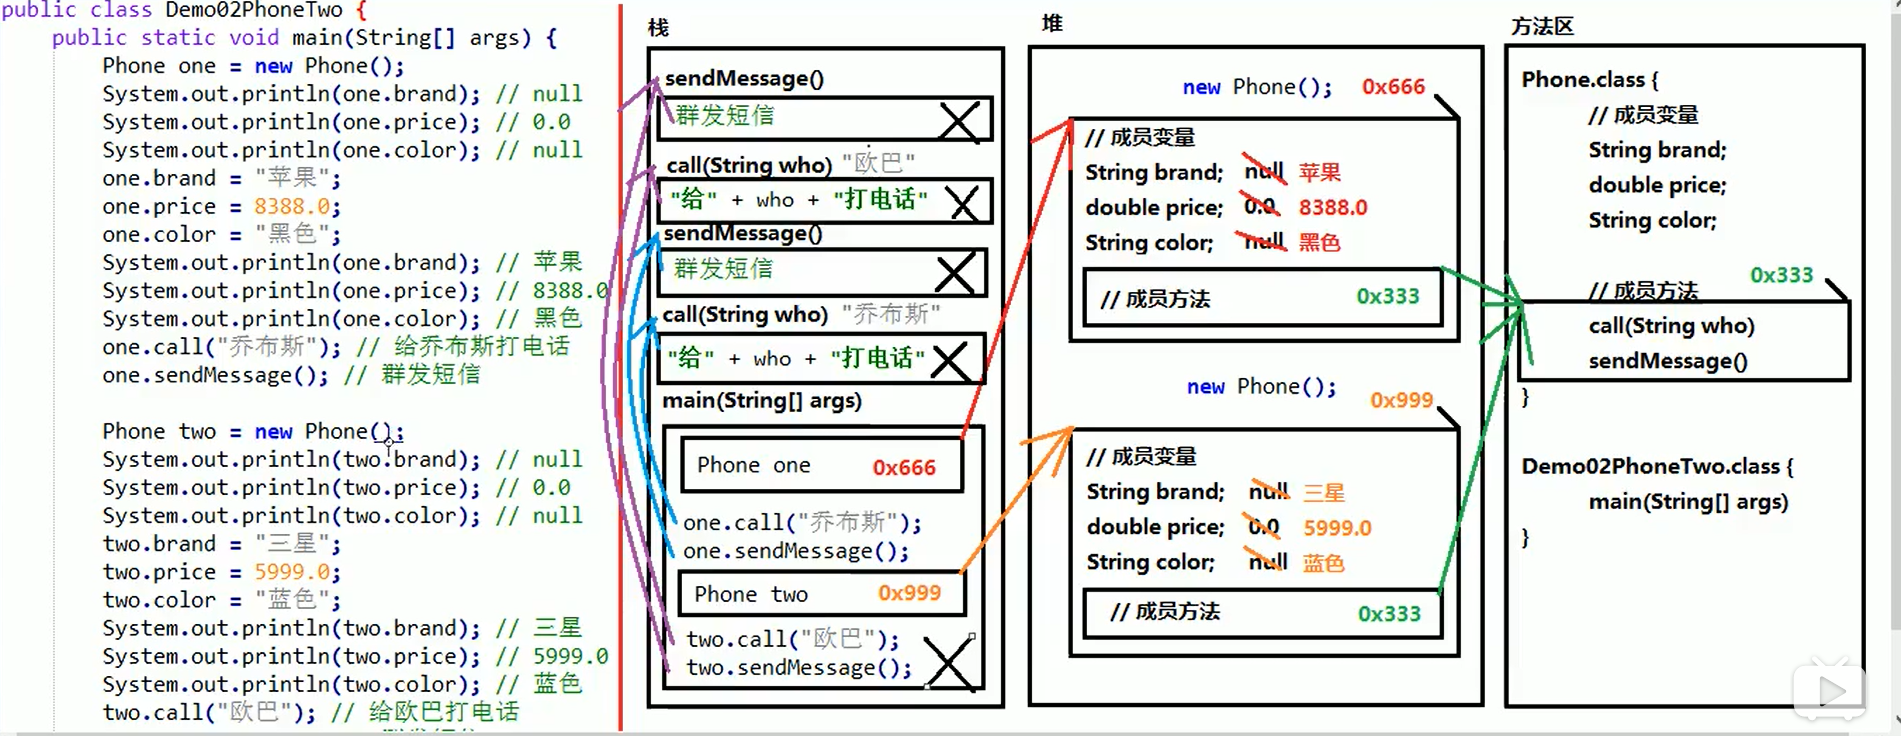 public class Demo02PhoneTwo {
public static void main(String[] args) {
Phone one = new Phone();
System.out.println(one.brand); // null
System.out.println(one.price); // 0.0
System.out.println(one.color); // null
one.brand = "苹果";
one.price = 8388.0;
one.color = "黑色";
System.out.println(one.brand); // 苹果
System.out.println(one.price); // 8388.0
System.out.println(one.color); // 黑色
one.call("乔布斯"); // 给乔布斯打电话
one.sendMessage(); // 群发短信
Phone two = new Phone();
System.out.println(two.brand); // null
System.out.println(two.price); // 0.0
System.out.println(two.color); // null
two.brand = "三星";
two.price = 5999.0;
two.color = "蓝色";
System.out.println(two.brand); // 三星
System.out.println(two.price); // 5999.0
System.out.println(two.color); // 蓝色
two.call("欧巴"); // 给欧巴打电话
栈
sendMessage()
群发短信
call(String who) "欧巴"
"给" + who + "打电话"
sendMessage()
群发短信
call(String who) "乔布斯"
"给" + who + "打电话"
main(String[] args)
Phone one 0x666
one.call("乔布斯");
one.sendMessage();
Phone two 0x999
two.call("欧巴");
two.sendMessage();
堆
new Phone(); 0x666
// 成员变量
String brand; null 苹果
double price; 0.0 8388.0
String color; null 黑色
// 成员方法 0x333
new Phone(); 0x999
// 成员变量
String brand; null 三星
double price; 0.0 5999.0
String color; null 蓝色
// 成员方法 0x333
方法区
Phone.class {
// 成员变量
String brand;
double price;
String color;
0x333
// 成员方法
call(String who)
sendMessage()
}
Demo02PhoneTwo.class {
main(String[] args)
}